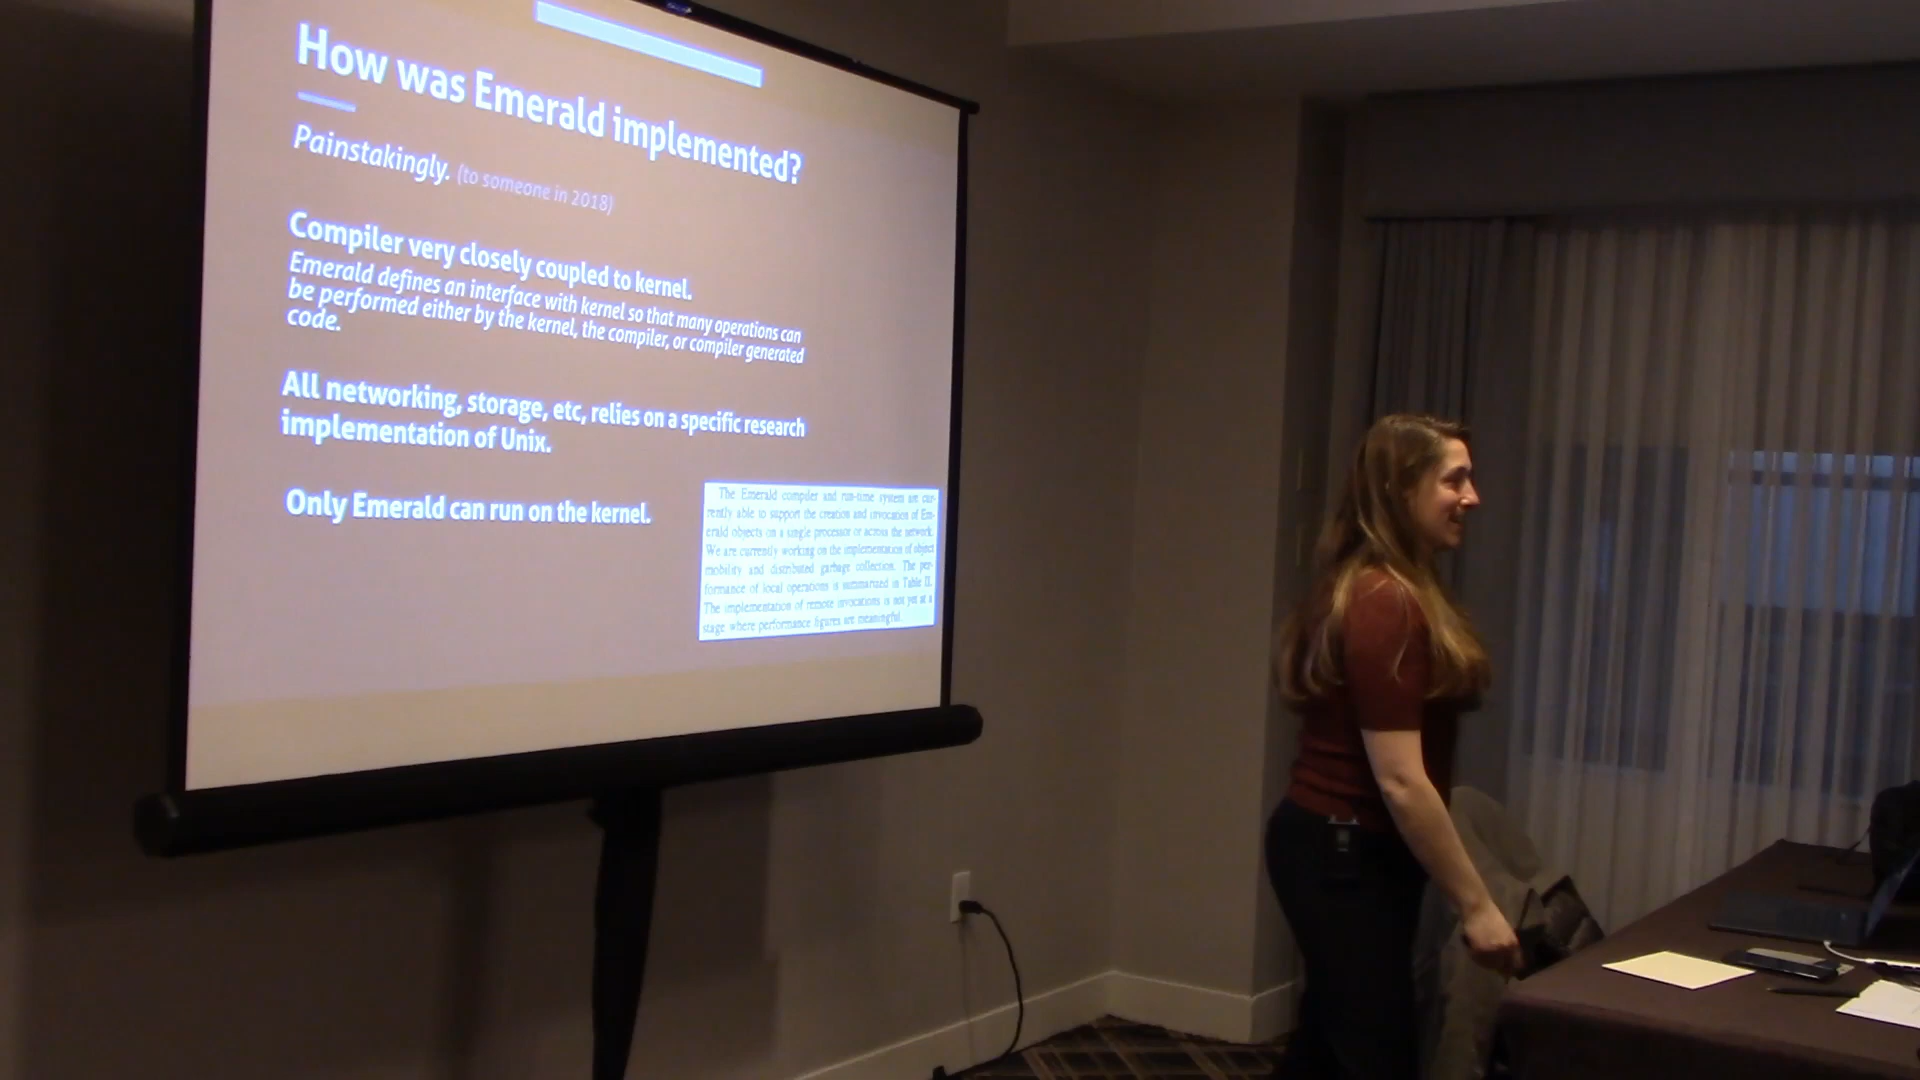 How was Emerald implemented?
Painstakingly. (to someone in 2018)
Compiler very closely coupled to kernel.
Emerald defines an interface with kernel so that many operations can
be performed either by the kernel, the compiler, or compiler generated
code.
All networking, storage, etc, relies on a specific research
implementation of Unix.
Only Emerald can run on the kernel.
The Emerald compiler and run-time system are cur-
rently able to support the creation and invocation of Em-
erald objects on a single processor or across the network.
We are currently working on the implementation of object
mobility and distributed garbage collection. The per-
formance of local operations is summarized in Table II.
The implementation of remote invocations is not yet at a
stage where performance figures are meaningful.